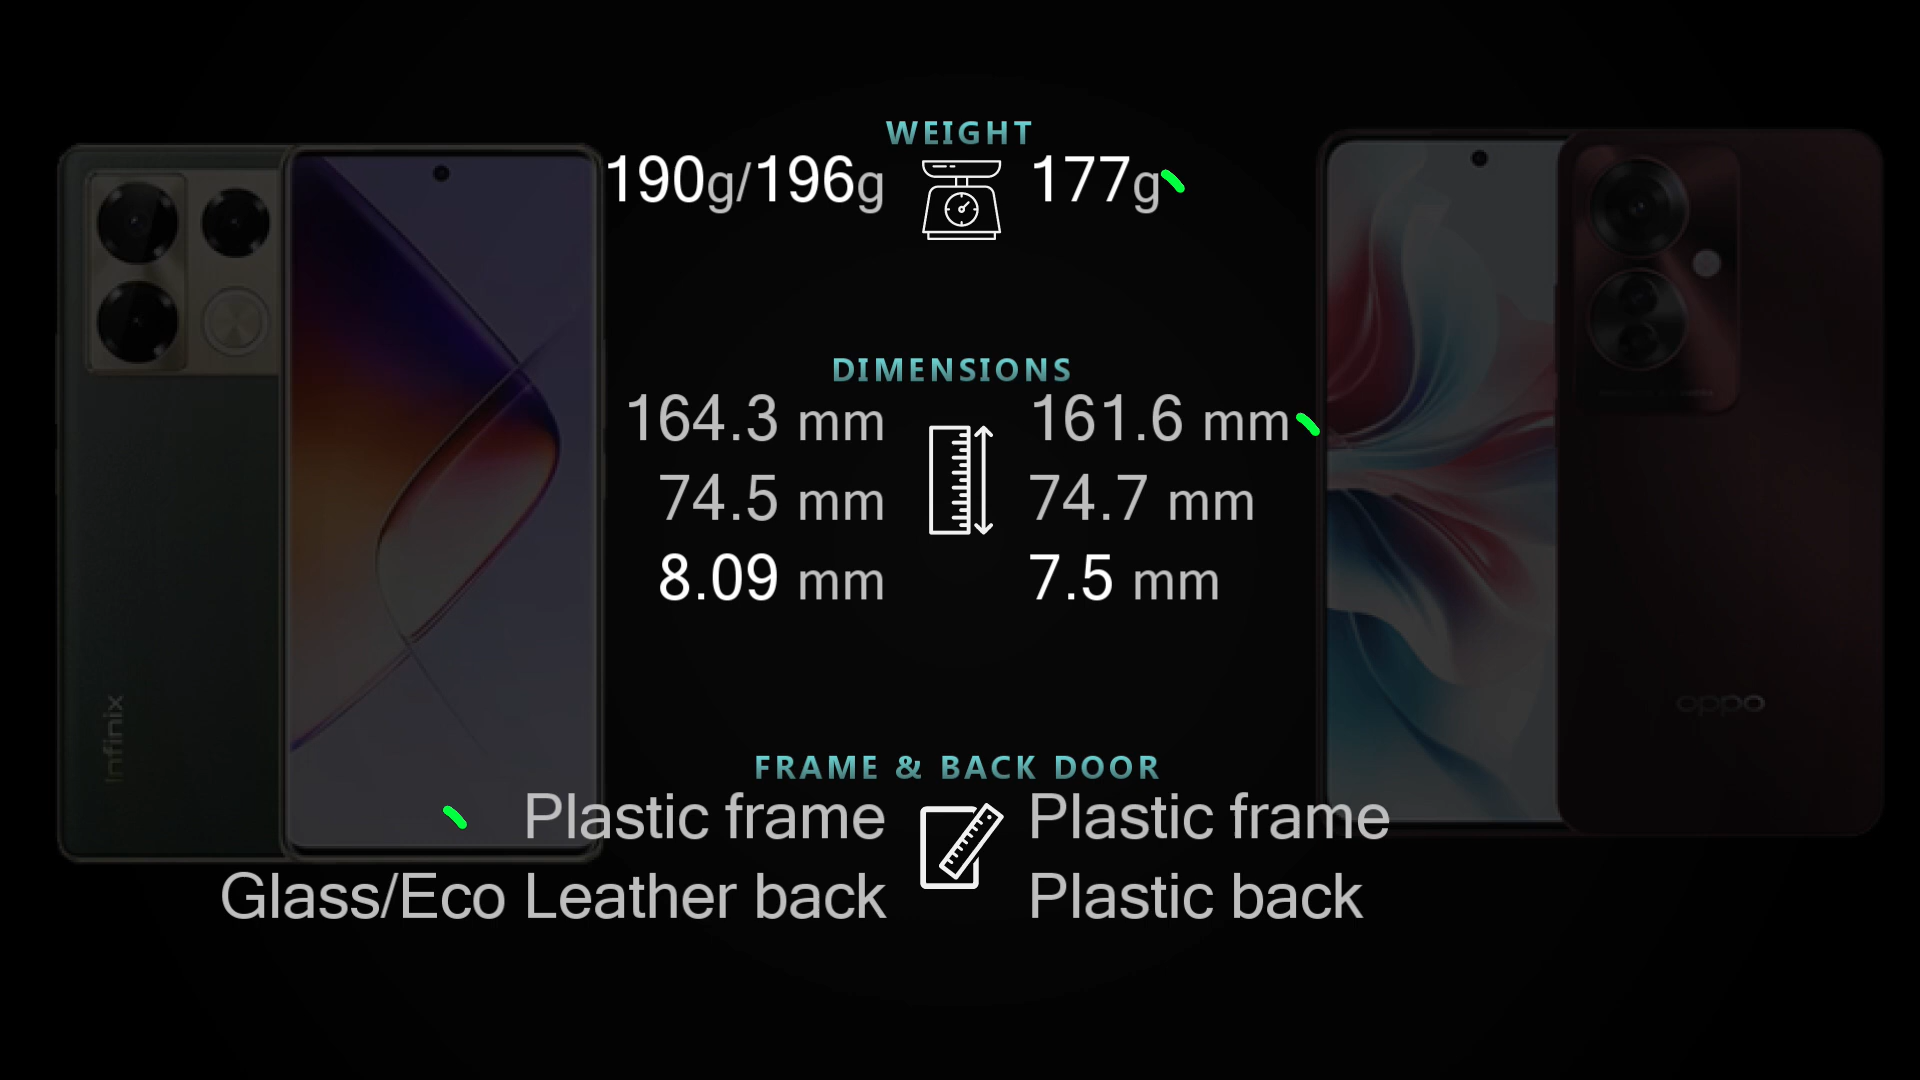 WEIGHT
190g/196g 177g
DIMENSIONS
164.3 mm 161.6 mm
74.5 mm 74.7 mm
8.09 mm 7.5 mm
Infinix
oppo
FRAME & BACK DOOR
Plastic frame Plastic frame
Glass/Eco Leather back Plastic back